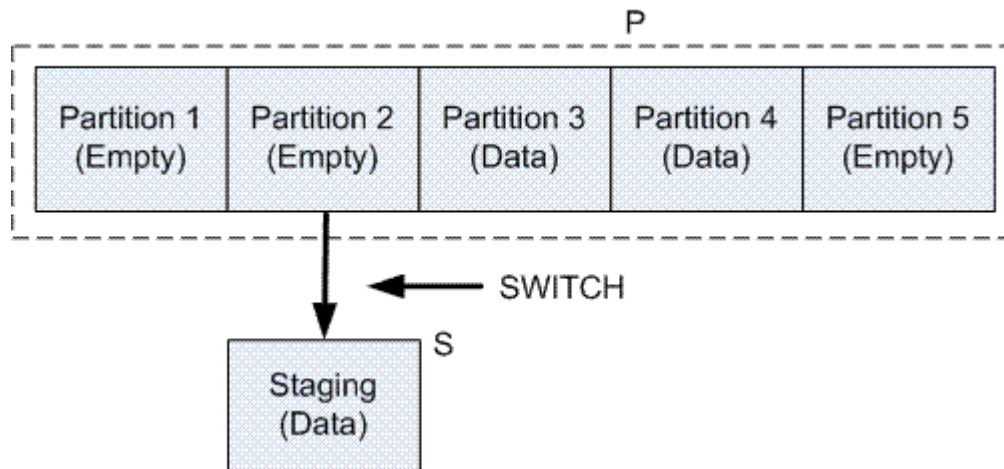 P
Partition 1
(Empty)
Partition 2
(Empty)
Partition 3
(Data)
Partition 4
(Data)
Partition 5
(Empty)
SWITCH
S
Staging
(Data)